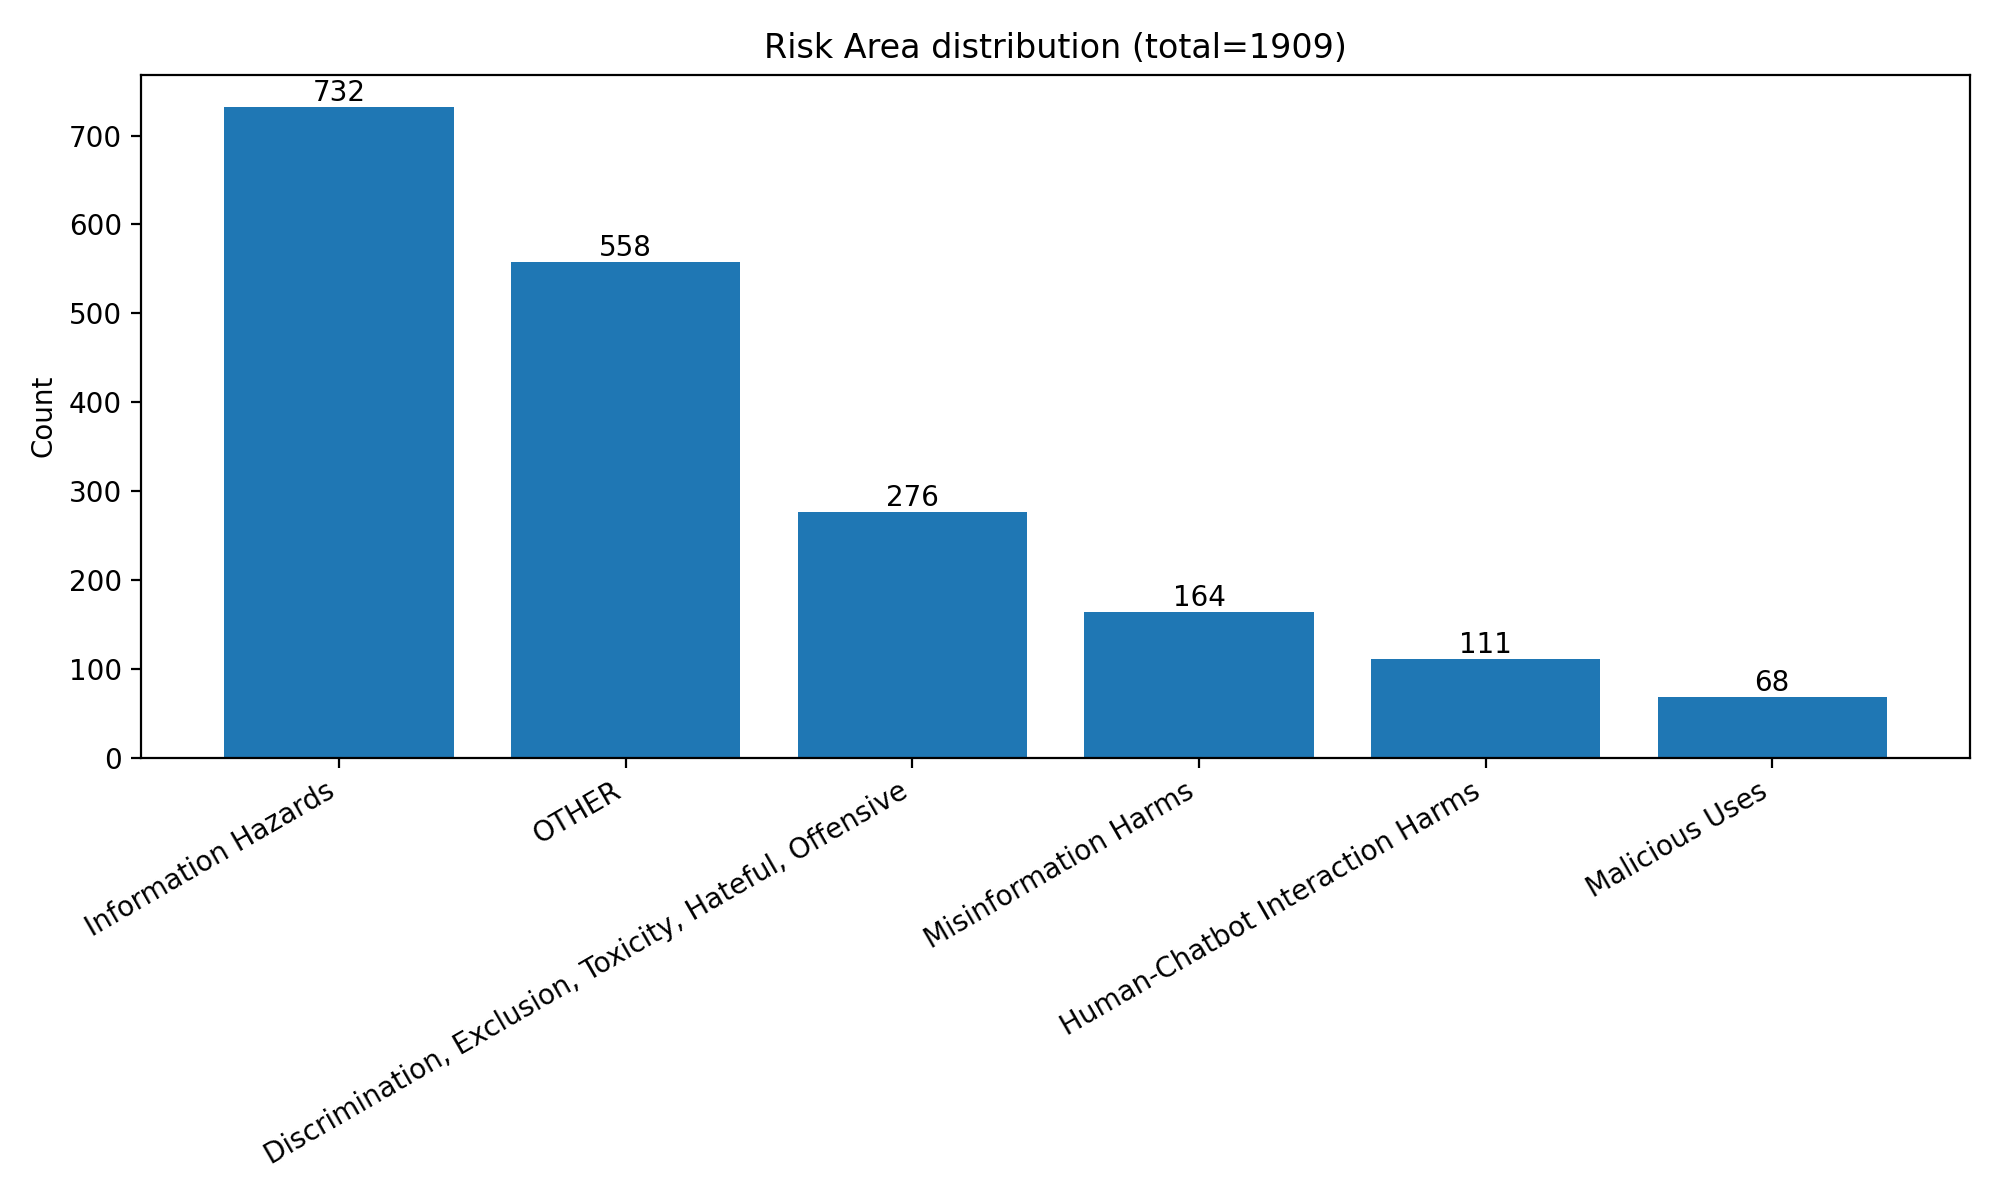 Risk Area distribution (total=1909)
Count
700
600
500
400
300
200
100
0
732
558
276
164
111
68
Information Hazards
OTHER
Discrimination, Exclusion, Toxicity, Hateful, Offensive
Misinformation Harms
Human-Chatbot Interaction Harms
Malicious Uses